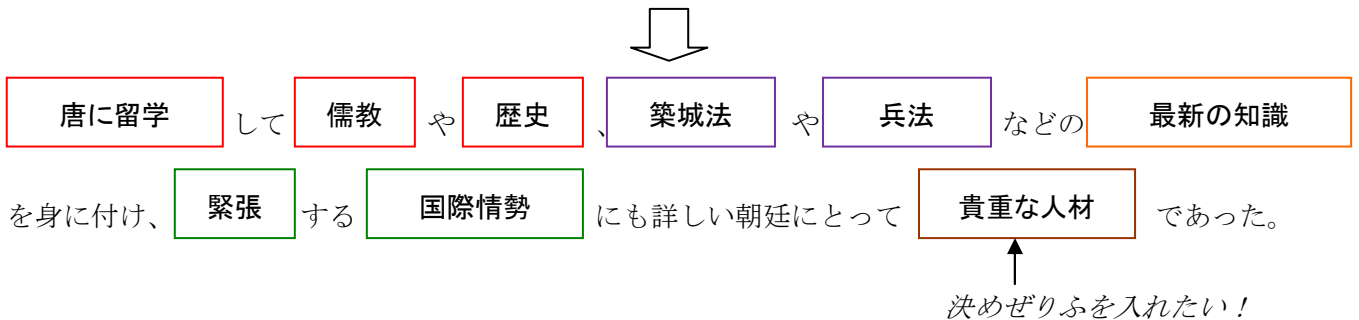 唐に留学して儒教や歴史、築城法や兵法などの最新の知識
を身に付け、緊張する国際情勢にも詳しい朝廷にとって貴重な人材であった。
決めぜりふを入れたい！